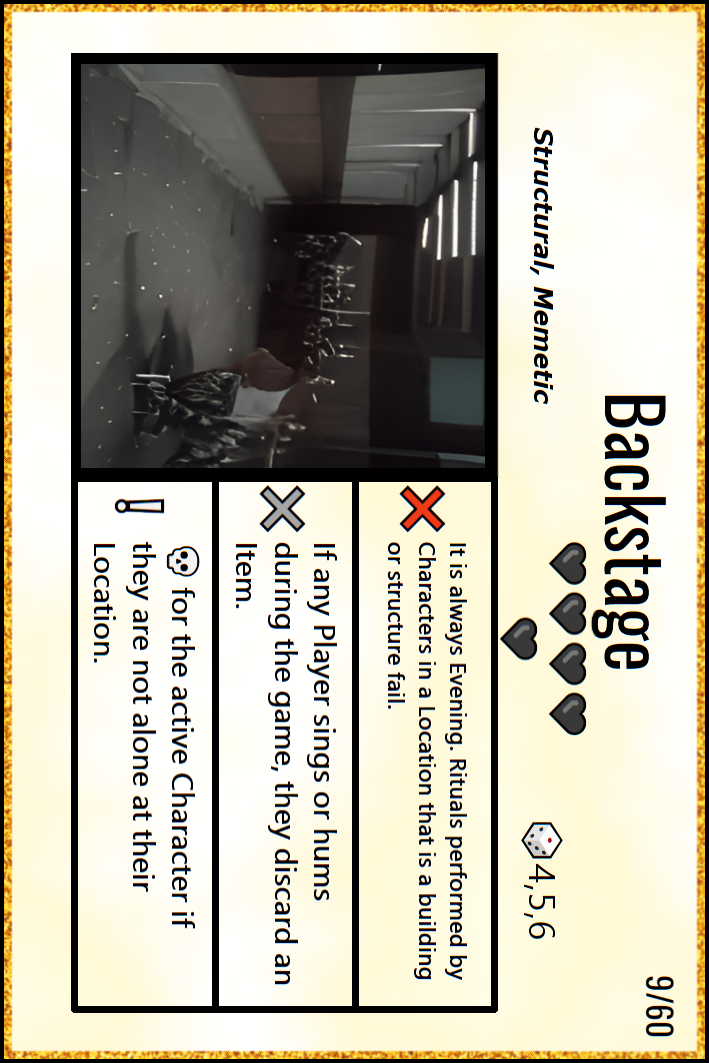 Backstage
9/60
🖤🖤🖤🖤
🖤
🎲4,5,6
Structural, Memetic
❌ It is always Evening. Rituals performed by
Characters in a Location that is a building
or structure fail.
If any Player sings or hums
during the game, they discard an
Item.
! 💀 for the active Character if
they are not alone at their
Location.